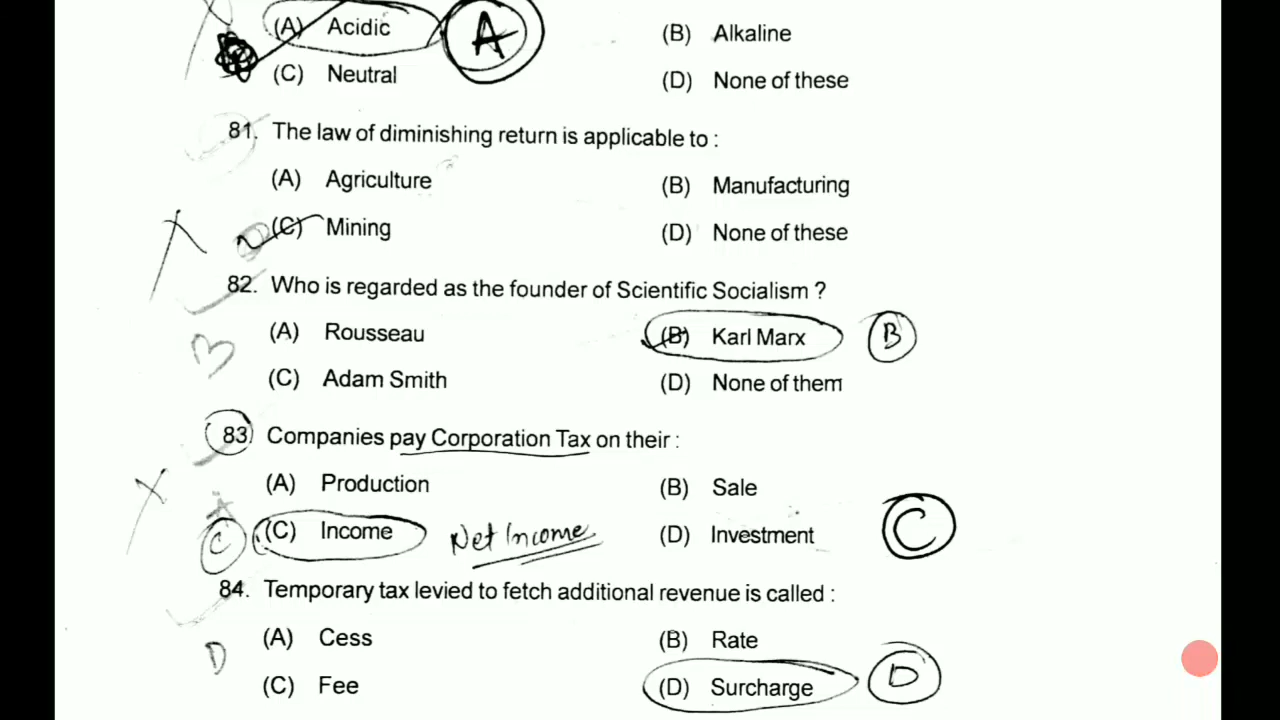 (A) Acidic A (B) Alkaline
(C) Neutral (D) None of these
81. The law of diminishing return is applicable to :
(A) Agriculture (B) Manufacturing
(C) Mining (D) None of these
82. Who is regarded as the founder of Scientific Socialism ?
(A) Rousseau (B) Karl Marx B
B
(C) Adam Smith (D) None of them
83 Companies pay Corporation Tax on their :
(A) Production (B) Sale
C (C) Income Net Income (D) Investment C
84. Temporary tax levied to fetch additional revenue is called :
(A) Cess (B) Rate
D
(C) Fee (D) Surcharge D